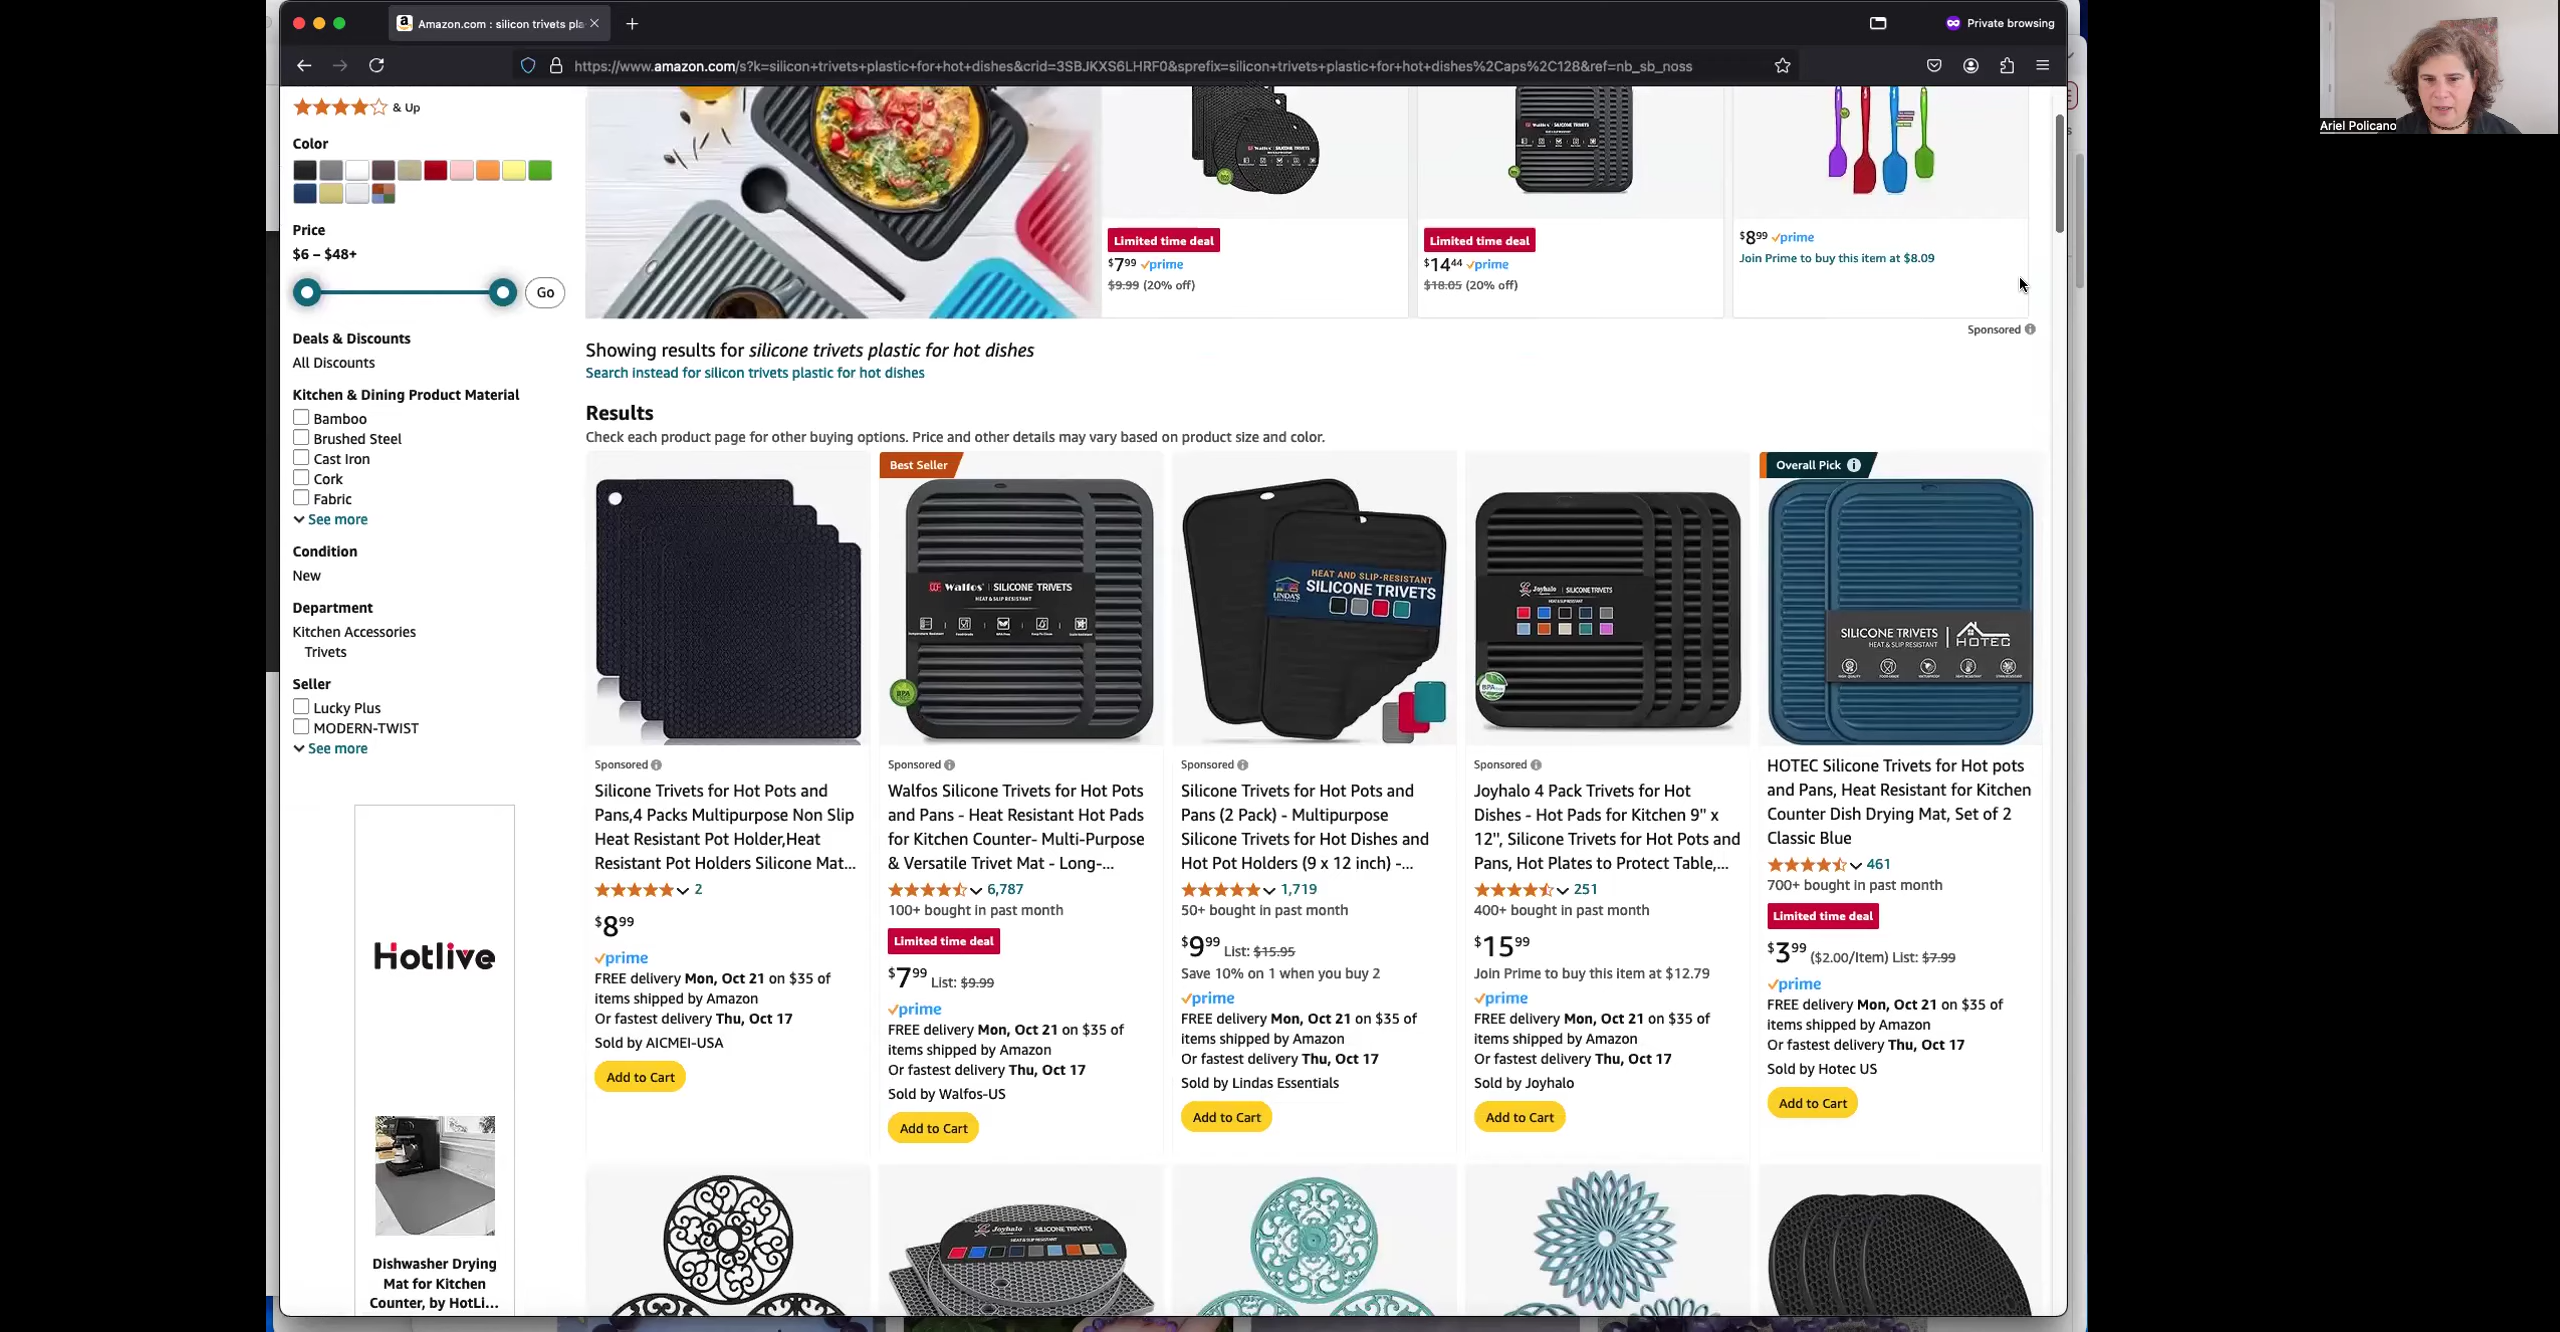 Amazon.com : silicon trivets pla
Private browsing
https://www.amazon.com/s?k=silicon+trivets+plastic+for+hot+dishes&crid=3SBJKXS6LHRF0&sprefix=silicon+trivets+plastic+for+hot+dishes%2Caps%2C128&ref=nb_sb_noss
Ariel Policano
& Up
Color
Price
$6 – $48+
Go
Deals & Discounts
All Discounts
Kitchen & Dining Product Material
Bamboo
Brushed Steel
Cast Iron
Cork
Fabric
See more
Condition
New
Department
Kitchen Accessories
Trivets
Seller
Lucky Plus
MODERN-TWIST
See more
Hotlive
Dishwasher Drying
Mat for Kitchen
Counter, by HotLi...
Limited time deal
$7.99 prime
$9.99 (20% off)
Limited time deal
$14.44 prime
$18.05 (20% off)
$8.99 prime
Join Prime to buy this item at $8.09
Sponsored
Showing results for silicone trivets plastic for hot dishes
Search instead for silicon trivets plastic for hot dishes
Results
Check each product page for other buying options. Price and other details may vary based on product size and color.
Sponsored
Silicone Trivets for Hot Pots and
Pans,4 Packs Multipurpose Non Slip
Heat Resistant Pot Holder,Heat
Resistant Pot Holders Silicone Mat...
2
$8.99
prime
FREE delivery Mon, Oct 21 on $35 of
items shipped by Amazon
Or fastest delivery Thu, Oct 17
Sold by AICMEI-USA
Add to Cart
Best Seller
Walfos SILICONE TRIVETS
HEAT & SLIP RESISTANT
BPA
Sponsored
Walfos Silicone Trivets for Hot Pots
and Pans - Heat Resistant Hot Pads
for Kitchen Counter- Multi-Purpose
& Versatile Trivet Mat - Long-...
6,787
100+ bought in past month
Limited time deal
$7.99 List: $9.99
prime
FREE delivery Mon, Oct 21 on $35 of
items shipped by Amazon
Or fastest delivery Thu, Oct 17
Sold by Walfos-US
Add to Cart
HEAT AND SLIP-RESISTANT
SILICONE TRIVETS
LINDA'S
Sponsored
Silicone Trivets for Hot Pots and
Pans (2 Pack) - Multipurpose
Silicone Trivets for Hot Dishes and
Hot Pot Holders (9 x 12 inch) -...
1,719
50+ bought in past month
$9.99 List: $15.95
Save 10% on 1 when you buy 2
prime
FREE delivery Mon, Oct 21 on $35 of
items shipped by Amazon
Or fastest delivery Thu, Oct 17
Sold by Lindas Essentials
Add to Cart
Joyhalo SILICONE TRIVETS
BPA
Sponsored
Joyhalo 4 Pack Trivets for Hot
Dishes - Hot Pads for Kitchen 9" x
12", Silicone Trivets for Hot Pots and
Pans, Hot Plates to Protect Table,...
251
400+ bought in past month
$15.99
Join Prime to buy this item at $12.79
prime
FREE delivery Mon, Oct 21 on $35 of
items shipped by Amazon
Or fastest delivery Thu, Oct 17
Sold by Joyhalo
Add to Cart
Overall Pick
SILICONE TRIVETS
HEAT & SLIP RESISTANT
HOTEC
HOTEC Silicone Trivets for Hot pots
and Pans, Heat Resistant for Kitchen
Counter Dish Drying Mat, Set of 2
Classic Blue
461
700+ bought in past month
Limited time deal
$3.99 ($2.00/Item) List: $7.99
prime
FREE delivery Mon, Oct 21 on $35 of
items shipped by Amazon
Or fastest delivery Thu, Oct 17
Sold by Hotec US
Add to Cart
Joyhalo SILICONE TRIVETS